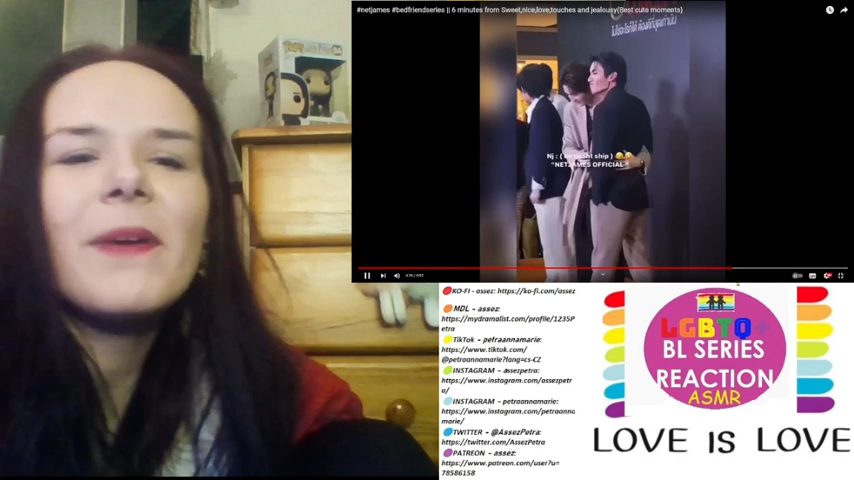 #netjames #bedfriendseries || 6 minutes from Sweet,nice,love,touches and jealousy(Best cute moments)
"NETJAMES OFFICIAL"
KO-FI - assez: https://ko-fi.com/assez
MDL – assez:
https://mydramalist.com/profile/1235P
etra
TikTok – petraannamarie:
https://www.tiktok.com/
@petraannamarie?lang=cs-CZ
INSTAGRAM – assezpetra:
https://www.instagram.com/assezpetr
a/
INSTAGRAM – petraannamarie:
https://www.instagram.com/petraanna
marie/
TWITTER – @AssezPetra:
https://twitter.com/AssezPetra
PATREON – assez:
https://www.patreon.com/user?u=
78586158
LGBTQ+
BL SERIES
REACTION
ASMR
LOVE IS LOVE